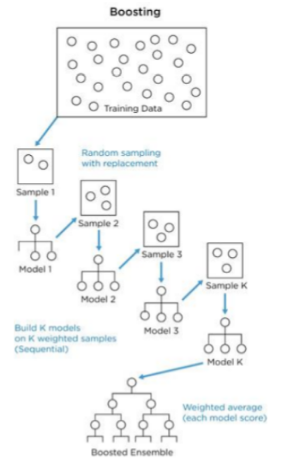 Boosting
Training Data
Random sampling
with replacement
Sample 1
Sample 2
Model 1
Sample 3
Model 2
Sample K
Model 3
Build K models
on K weighted samples
(Sequential)
Model K
Weighted average
(each model score)
Boosted Ensemble